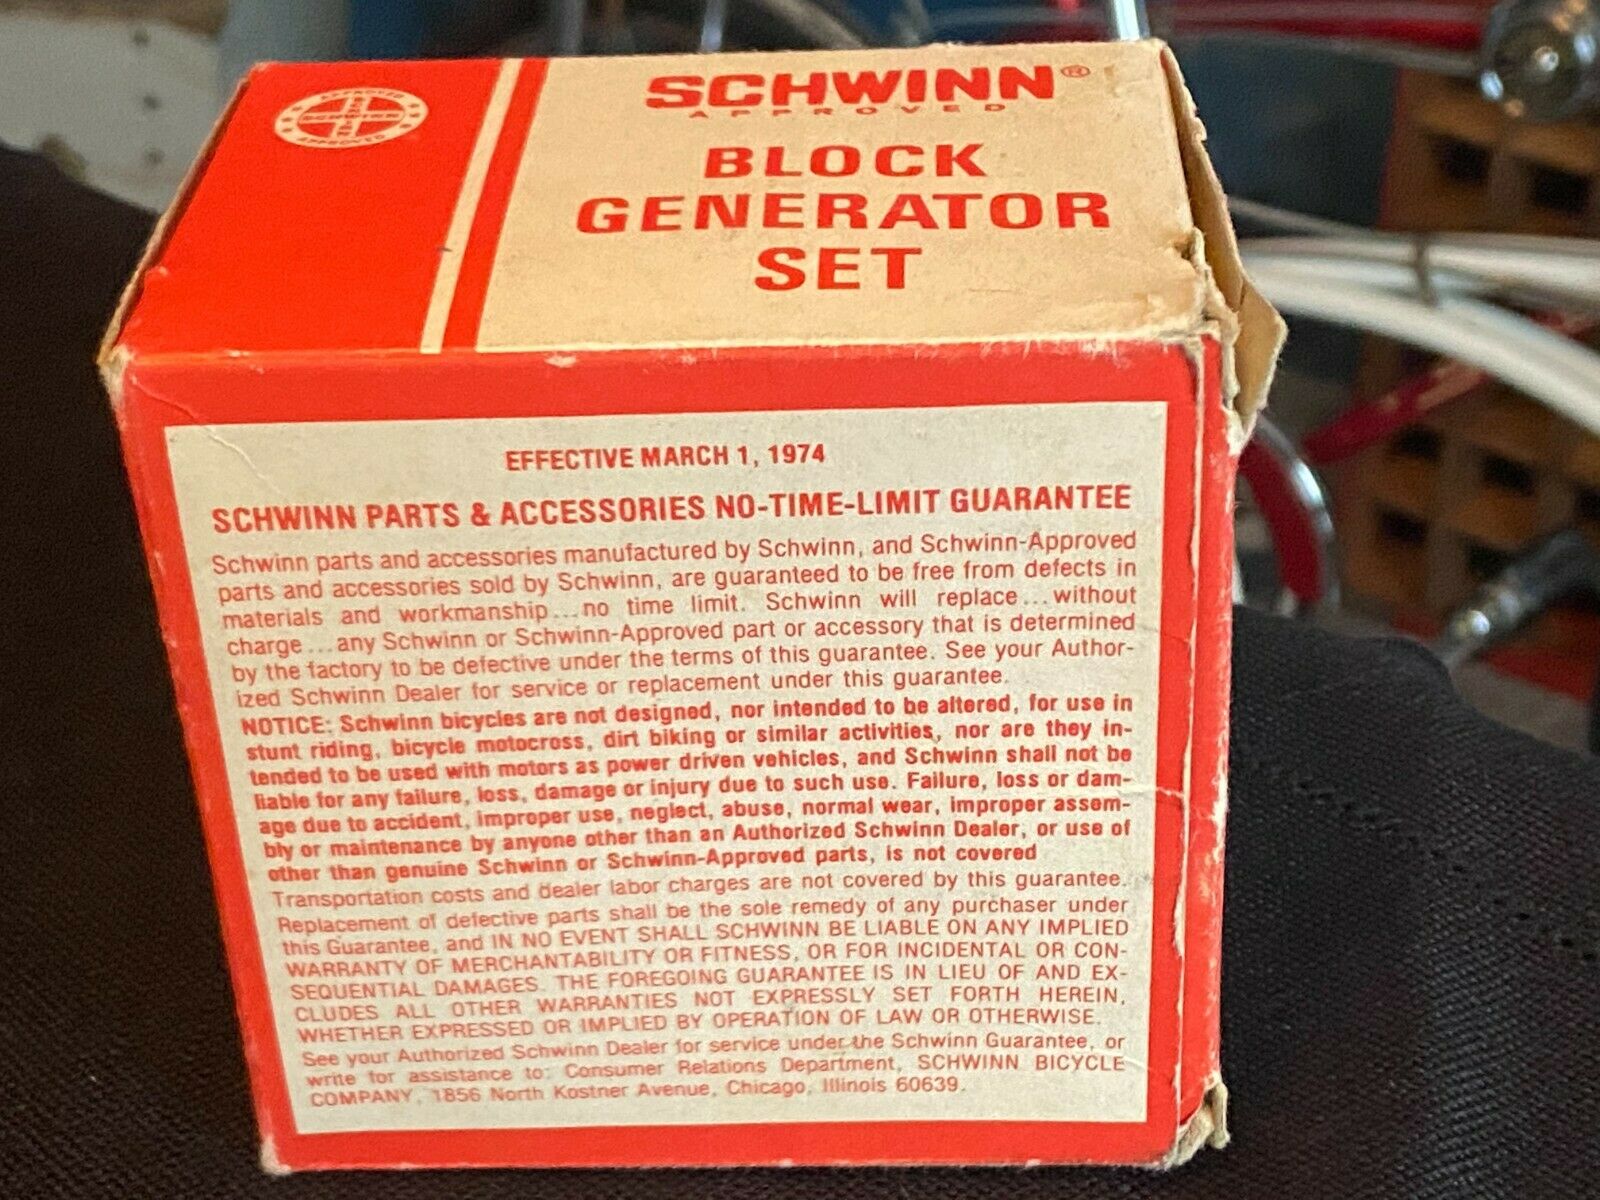 APPROVED
SCHWINN
APPROVED
SCHWINN®
APPROVED
BLOCK
GENERATOR
SET
EFFECTIVE MARCH 1, 1974
SCHWINN PARTS & ACCESSORIES NO-TIME-LIMIT GUARANTEE
Schwinn parts and accessories manufactured by Schwinn, and Schwinn-Approved
parts and accessories sold by Schwinn, are guaranteed to be free from defects in
materials and workmanship...no time limit. Schwinn will replace...without
charge...any Schwinn or Schwinn-Approved part or accessory that is determined
by the factory to be defective under the terms of this guarantee. See your Author-
ized Schwinn Dealer for service or replacement under this guarantee.
NOTICE: Schwinn bicycles are not designed, nor intended to be altered, for use in
stunt riding, bicycle motocross, dirt biking or similar activities, nor are they in-
tended to be used with motors as power driven vehicles, and Schwinn shall not be
liable for any failure, loss, damage or injury due to such use. Failure, loss or dam-
age due to accident, improper use, neglect, abuse, normal wear, improper assem-
bly or maintenance by anyone other than an Authorized Schwinn Dealer, or use of
other than genuine Schwinn or Schwinn-Approved parts, is not covered
Transportation costs and dealer labor charges are not covered by this guarantee.
Replacement of defective parts shall be the sole remedy of any purchaser under
this Guarantee, and IN NO EVENT SHALL SCHWINN BE LIABLE ON ANY IMPLIED
WARRANTY OF MERCHANTABILITY OR FITNESS, OR FOR INCIDENTAL OR CON-
SEQUENTIAL DAMAGES. THE FOREGOING GUARANTEE IS IN LIEU OF AND EX-
CLUDES ALL OTHER WARRANTIES NOT EXPRESSLY SET FORTH HEREIN,
WHETHER EXPRESSED OR IMPLIED BY OPERATION OF LAW OR OTHERWISE.
See your Authorized Schwinn Dealer for service under the Schwinn Guarantee, or
write for assistance to: Consumer Relations Department, SCHWINN BICYCLE
COMPANY, 1856 North Kostner Avenue, Chicago, Illinois 60639.